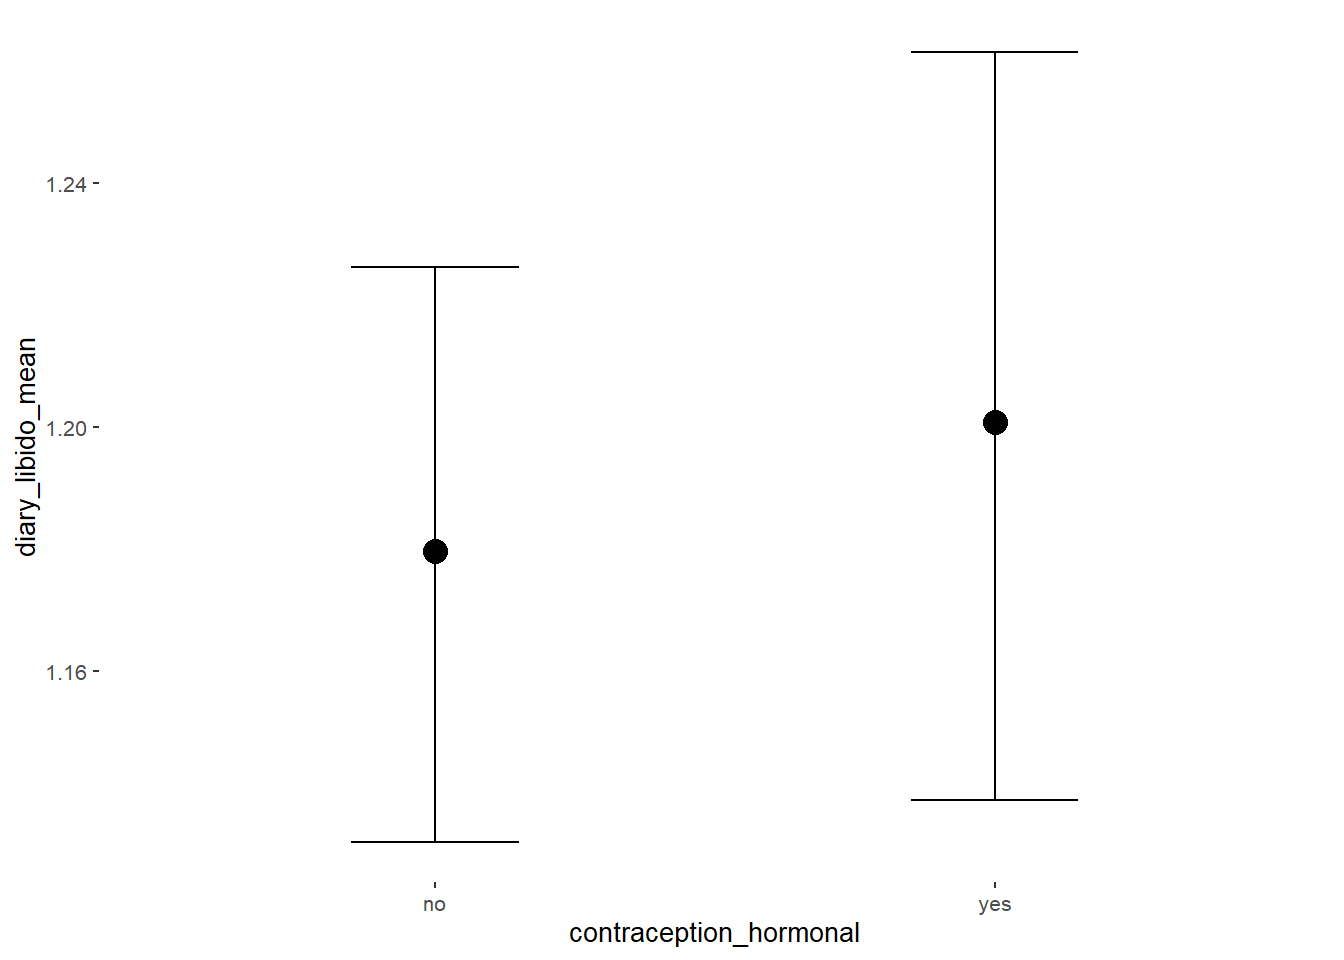 diary_libido_mean
1.24
1.20
1.16
no
yes
contraception_hormonal